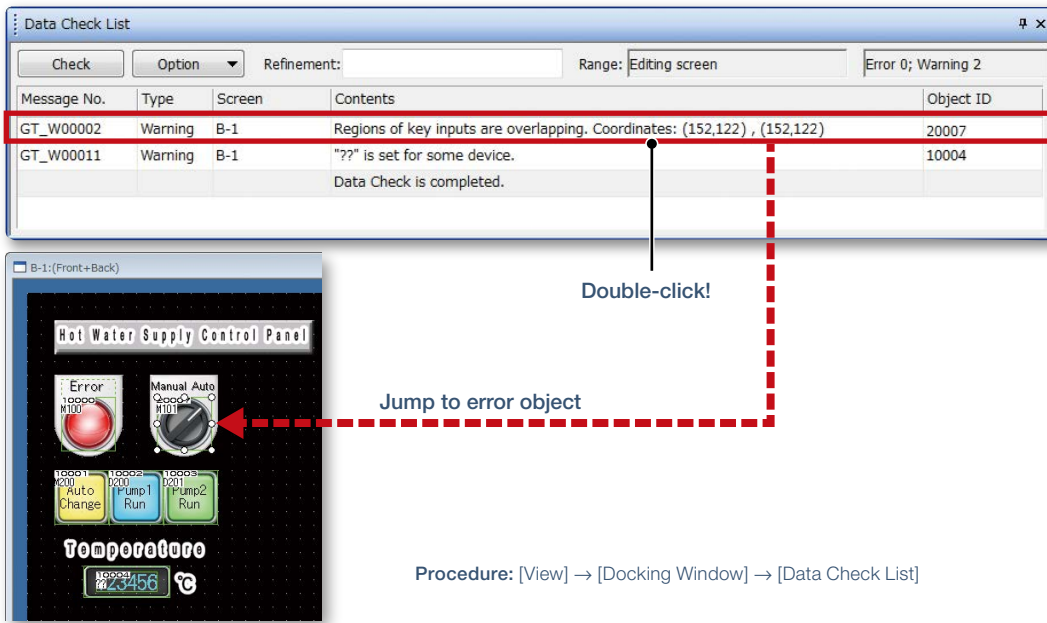 Data Check List
Check Option Refinement: Range: Editing screen Error 0; Warning 2
Message No. Type Screen Contents Object ID
GT_W00002 Warning B-1 Regions of key inputs are overlapping. Coordinates: (152,122) , (152,122) 20007
GT_W00011 Warning B-1 "??" is set for some device. 10004
Data Check is completed.
Double-click!
B-1:(Front+Back)
Hot Water Supply Control Panel
Error Manual Auto
10000
M100 M101
Jump to error object
10001 10002 10003
M200 D200 D201
Auto Change Pump1 Run Pump2 Run
Temperature
10004
??23456 °C
Procedure: [View] → [Docking Window] → [Data Check List]